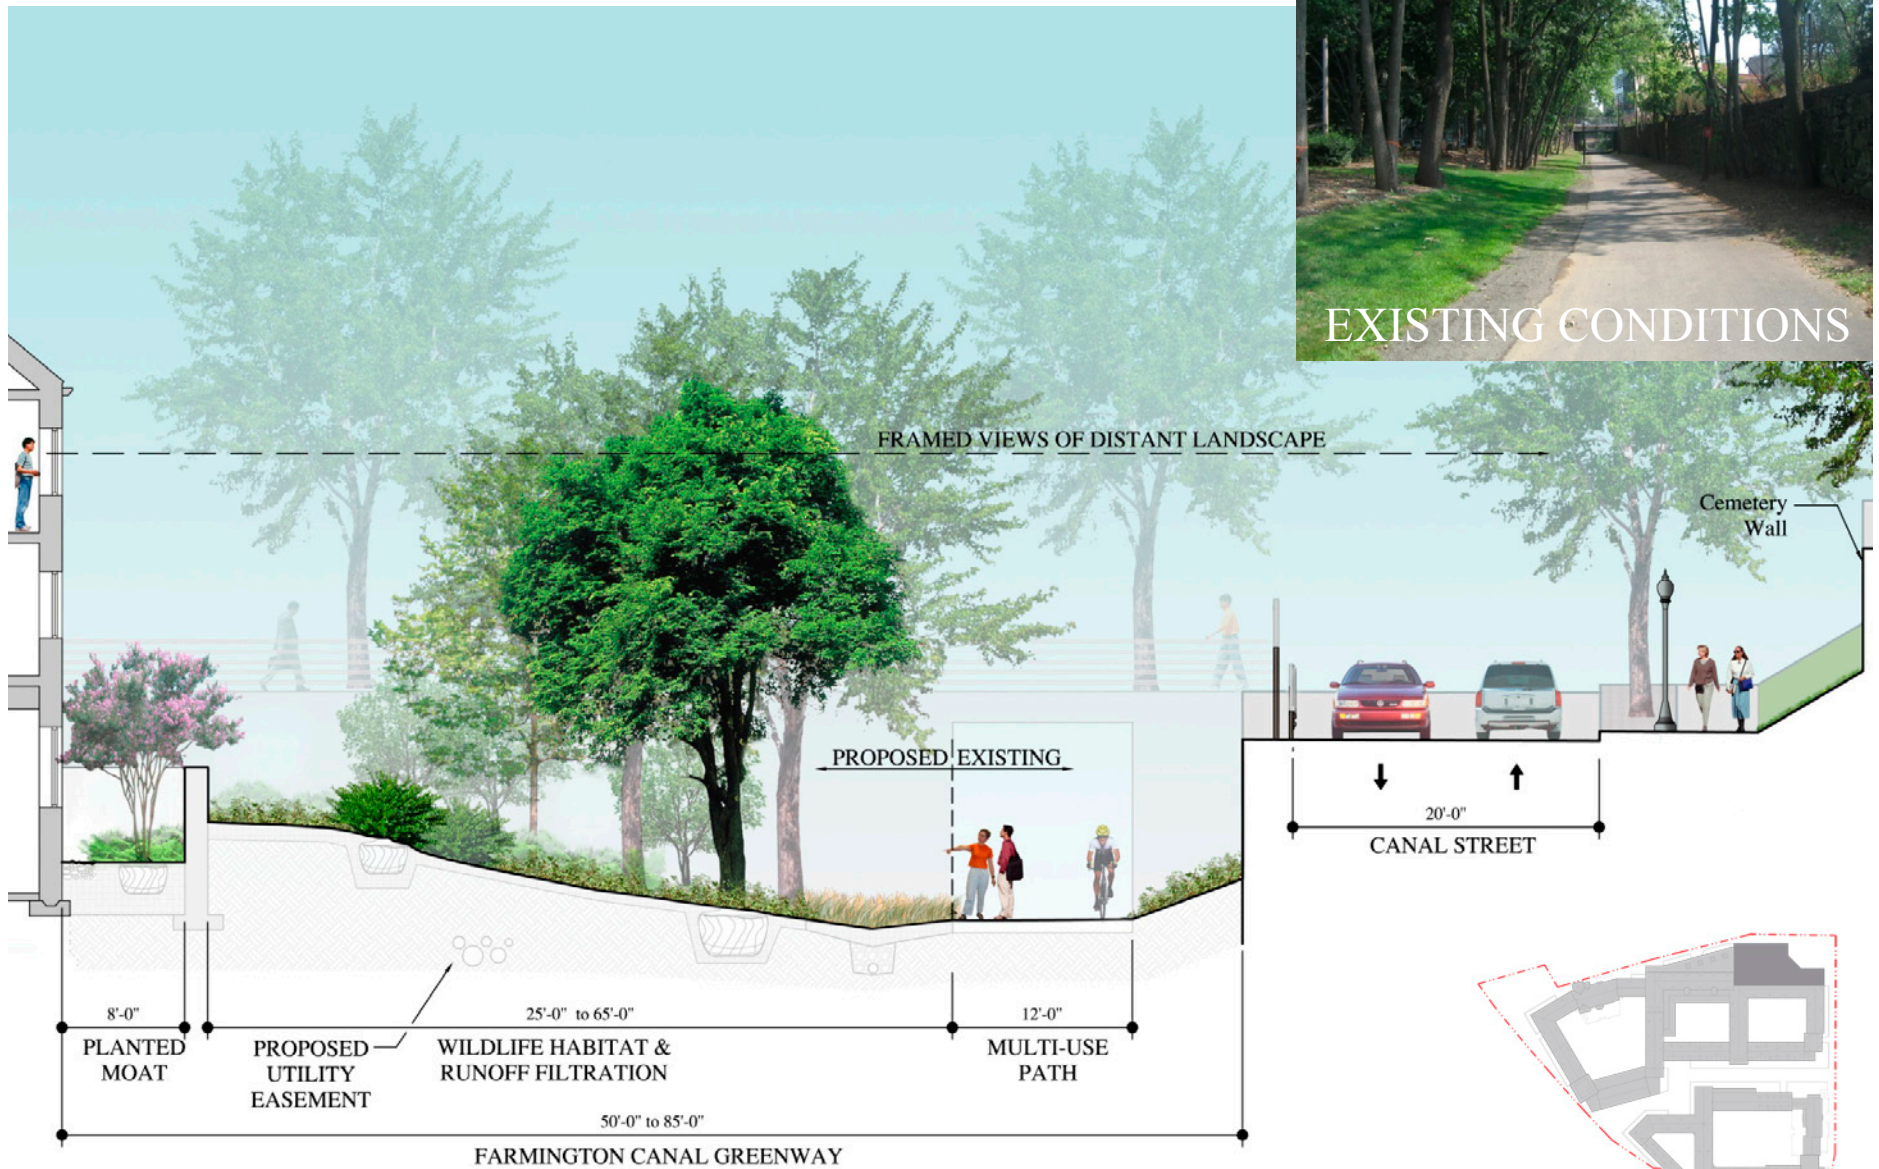 EXISTING CONDITIONS
FRAMED VIEWS OF DISTANT LANDSCAPE
Cemetery
Wall
PROPOSED EXISTING
20'-0"
CANAL STREET
8'-0"
PLANTED
MOAT
PROPOSED
UTILITY
EASEMENT
25'-0" to 65'-0"
WILDLIFE HABITAT &
RUNOFF FILTRATION
12'-0"
MULTI-USE
PATH
50'-0" to 85'-0"
FARMINGTON CANAL GREENWAY